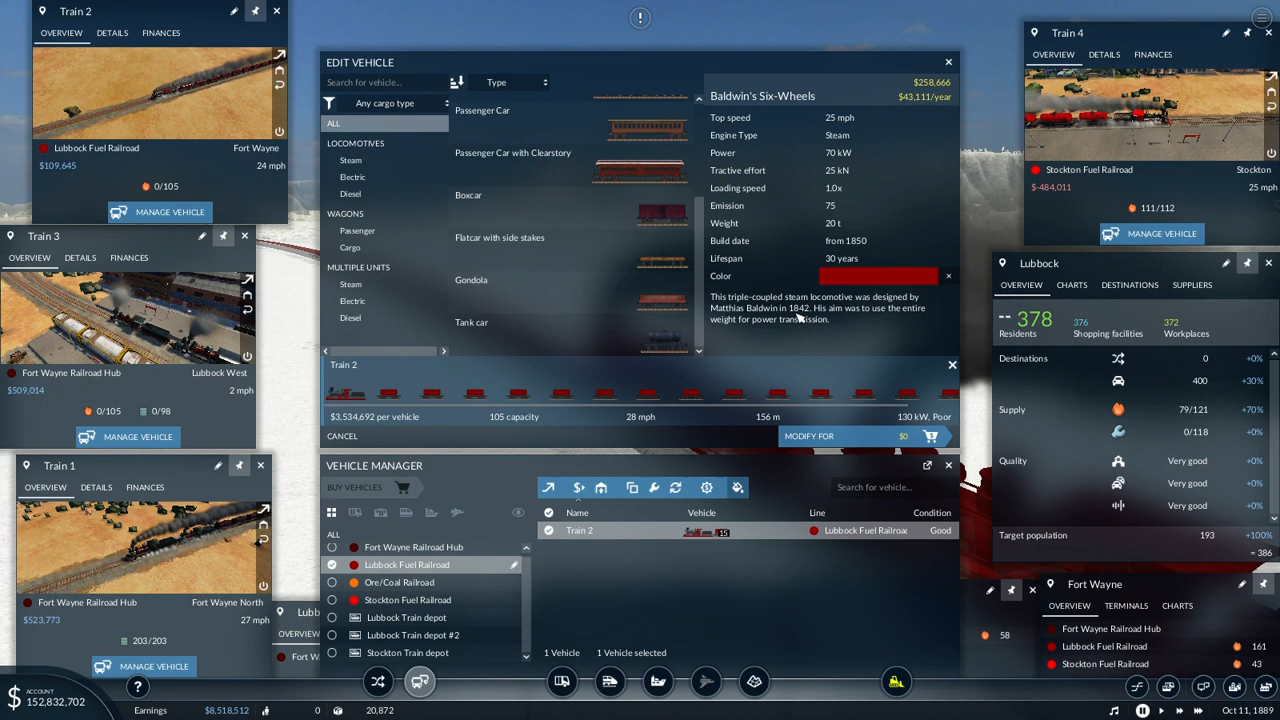 Train 2
OVERVIEW DETAILS FINANCES
Lubbock Fuel Railroad Fort Wayne
$109,645 24 mph
0/105
MANAGE VEHICLE
Train 3
OVERVIEW DETAILS FINANCES
Fort Wayne Railroad Hub Lubbock West
$509,014 2 mph
0/105 0/98
MANAGE VEHICLE
Train 1
OVERVIEW DETAILS FINANCES
Fort Wayne Railroad Hub Fort Wayne North
$523,773 27 mph
203/203
MANAGE VEHICLE
EDIT VEHICLE
Search for vehicle... Type
Any cargo type
ALL
LOCOMOTIVES
Steam
Electric
Diesel
WAGONS
Passenger
Cargo
MULTIPLE UNITS
Steam
Electric
Diesel
Passenger Car
Passenger Car with Clearstory
Boxcar
Flatcar with side stakes
Gondola
Tank car
$258,666
Baldwin's Six-Wheels $43,111/year
Top speed 25 mph
Engine Type Steam
Power 70 kW
Tractive effort 25 kN
Loading speed 1.0x
Emission 75
Weight 20 t
Build date from 1850
Lifespan 30 years
Color
This triple-coupled steam locomotive was designed by
Matthias Baldwin in 1842. His aim was to use the entire
weight for power transmission.
Train 2
$3,534,692 per vehicle 105 capacity 28 mph 156 m 130 kW, Poor
CANCEL MODIFY FOR $0
VEHICLE MANAGER
BUY VEHICLES Search for vehicle...
Name Vehicle Line Condition
Train 2 15 Lubbock Fuel Railroad Good
ALL
Fort Wayne Railroad Hub
Lubbock Fuel Railroad
Ore/Coal Railroad
Stockton Fuel Railroad
Lubbock Train depot
Lubbock Train depot #2
Stockton Train depot
1 Vehicle 1 Vehicle selected
Train 4
OVERVIEW DETAILS FINANCES
Stockton Fuel Railroad Stockton
$-484,011 25 mph
111/112
MANAGE VEHICLE
Lubbock
OVERVIEW CHARTS DESTINATIONS SUPPLIERS
-- 378 376 372
Residents Shopping facilities Workplaces
Destinations 0 +0%
400 +30%
Supply 79/121 +70%
0/118 +0%
Quality Very good +0%
Very good +0%
Very good +0%
Target population 193 +100%
= 386
Lubb
OVERVIEW
Fort W
58
Fort Wayne
OVERVIEW TERMINALS CHARTS
Fort Wayne Railroad Hub
Lubbock Fuel Railroad 161
Stockton Fuel Railroad 43
$ ACCOUNT
152,832,702
?
Earnings $8,518,512 0 20,872
Oct 11, 1889